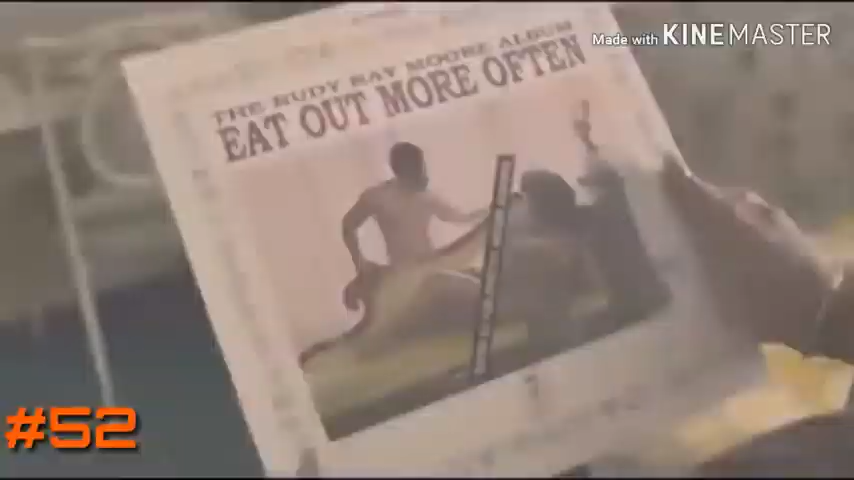 Made with KINEMASTER
THE RUDY RAY MOORE ALBUM
EAT OUT MORE OFTEN
#52